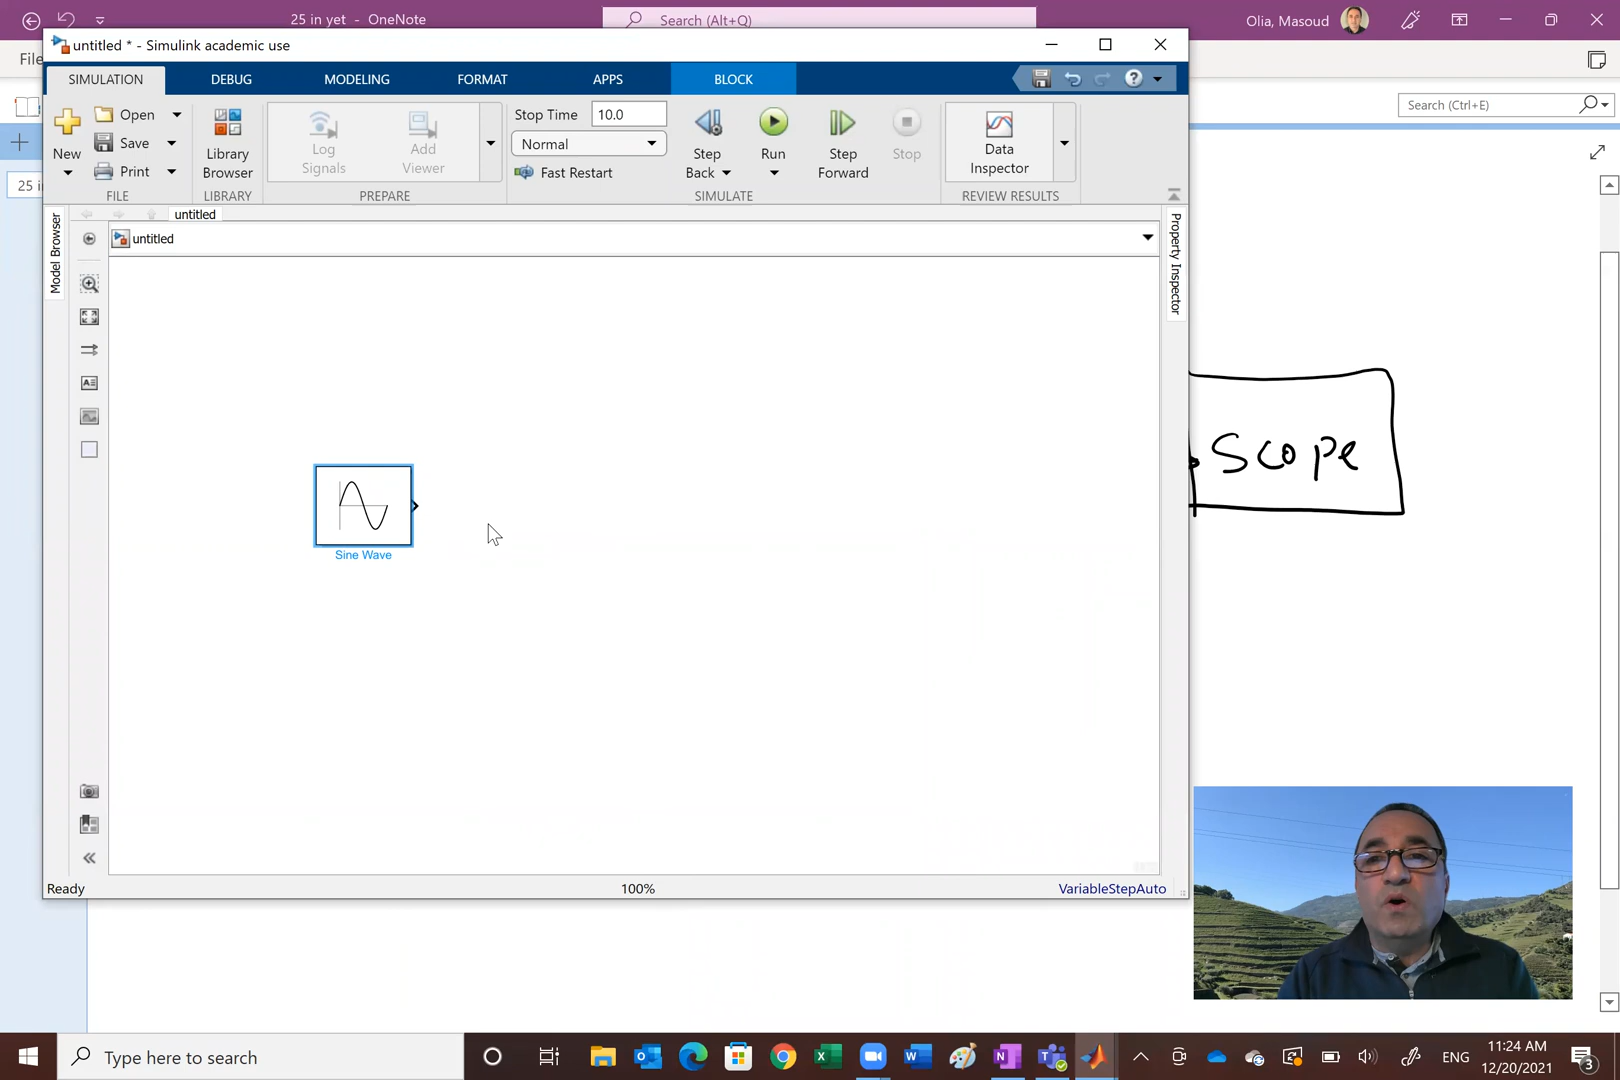 25 in yet - OneNote
Search (Alt+Q)
Olia, Masoud
File
untitled * - Simulink academic use
SIMULATION
DEBUG
MODELING
FORMAT
APPS
BLOCK
New
Open
Save
Print
FILE
Library
Browser
LIBRARY
Log
Signals
Add
Viewer
PREPARE
Stop Time
10.0
Normal
Fast Restart
Step
Back
Run
Step
Forward
Stop
SIMULATE
Data
Inspector
REVIEW RESULTS
Search (Ctrl+E)
25 i
untitled
untitled
Model Browser
Property Inspector
Sine Wave
Scope
Ready
100%
VariableStepAuto
Type here to search
ENG
11:24 AM
12/20/2021
3